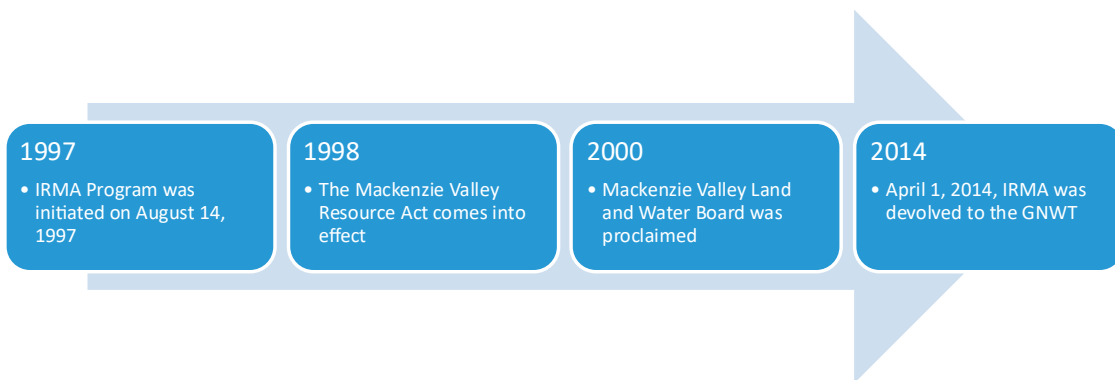 1997
• IRMA Program was
initiated on August 14,
1997
1998
• The Mackenzie Valley
Resource Act comes into
effect
2000
• Mackenzie Valley Land
and Water Board was
proclaimed
2014
• April 1, 2014, IRMA was
devolved to the GNWT